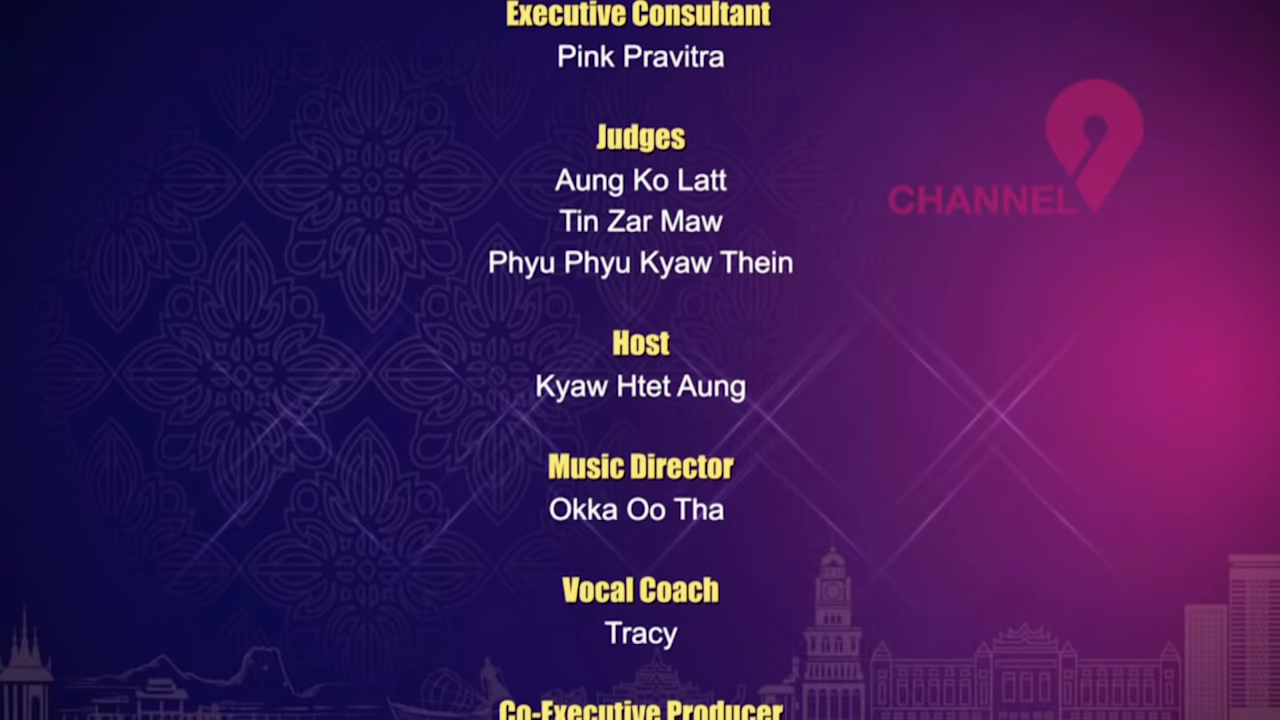 Executive Consultant
Pink Pravitra
Judges
Aung Ko Latt
Tin Zar Maw
Phyu Phyu Kyaw Thein
Host
Kyaw Htet Aung
Music Director
Okka Oo Tha
Vocal Coach
Tracy
Co-Executive Producer
CHANNEL 9